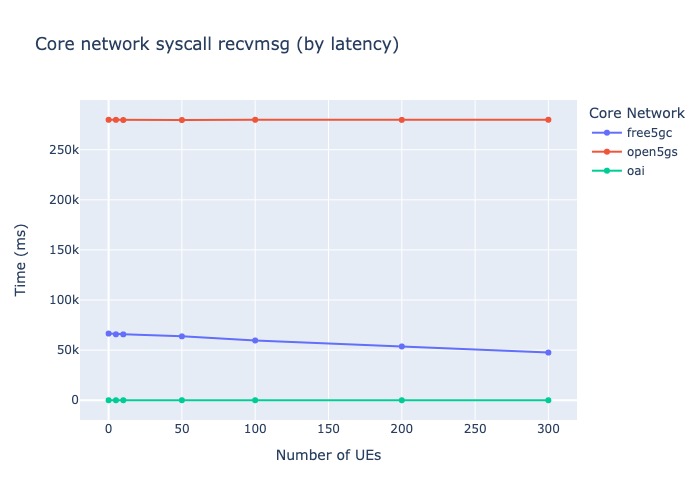 Core network syscall recvmsg (by latency)
Core Network
free5gc
open5gs
oai
250k
200k
150k
100k
50k
0
Time (ms)
0 50 100 150 200 250 300
Number of UEs